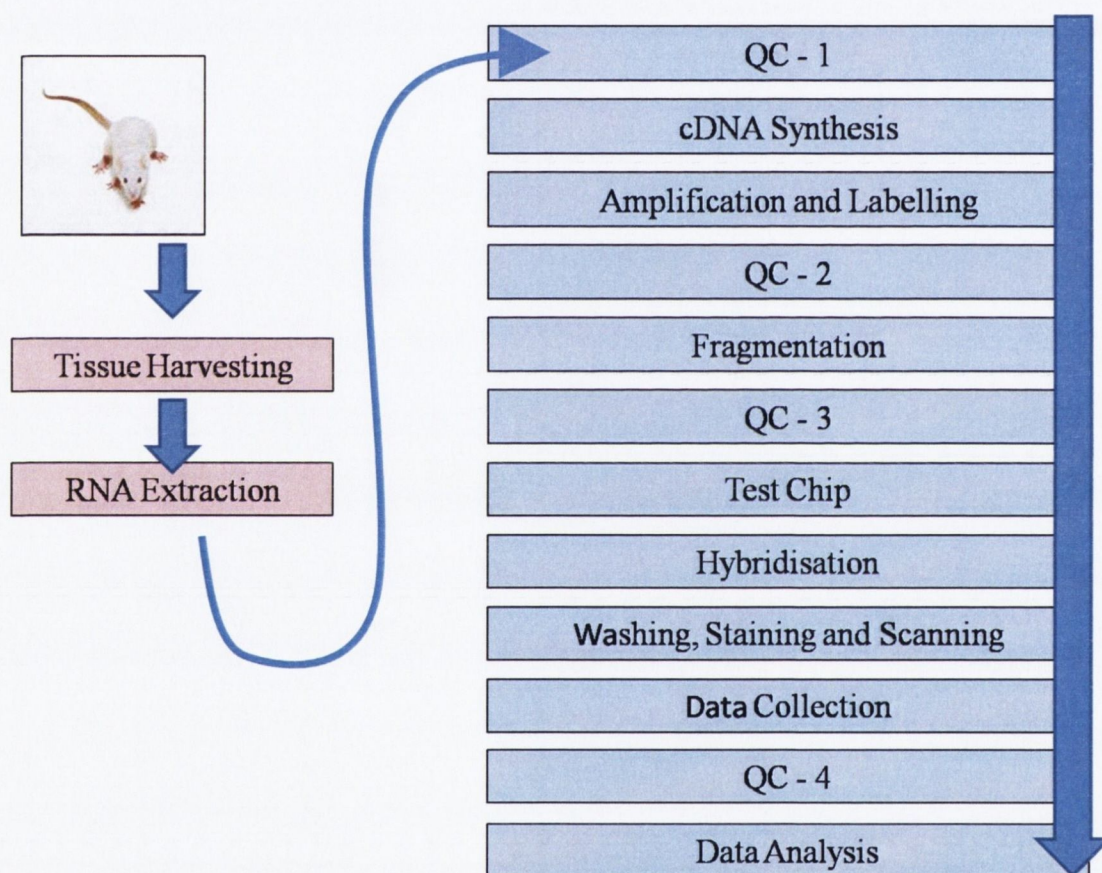 Tissue Harvesting
RNA Extraction
QC - 1
cDNA Synthesis
Amplification and Labelling
QC - 2
Fragmentation
QC - 3
Test Chip
Hybridisation
Washing, Staining and Scanning
Data Collection
QC - 4
Data Analysis